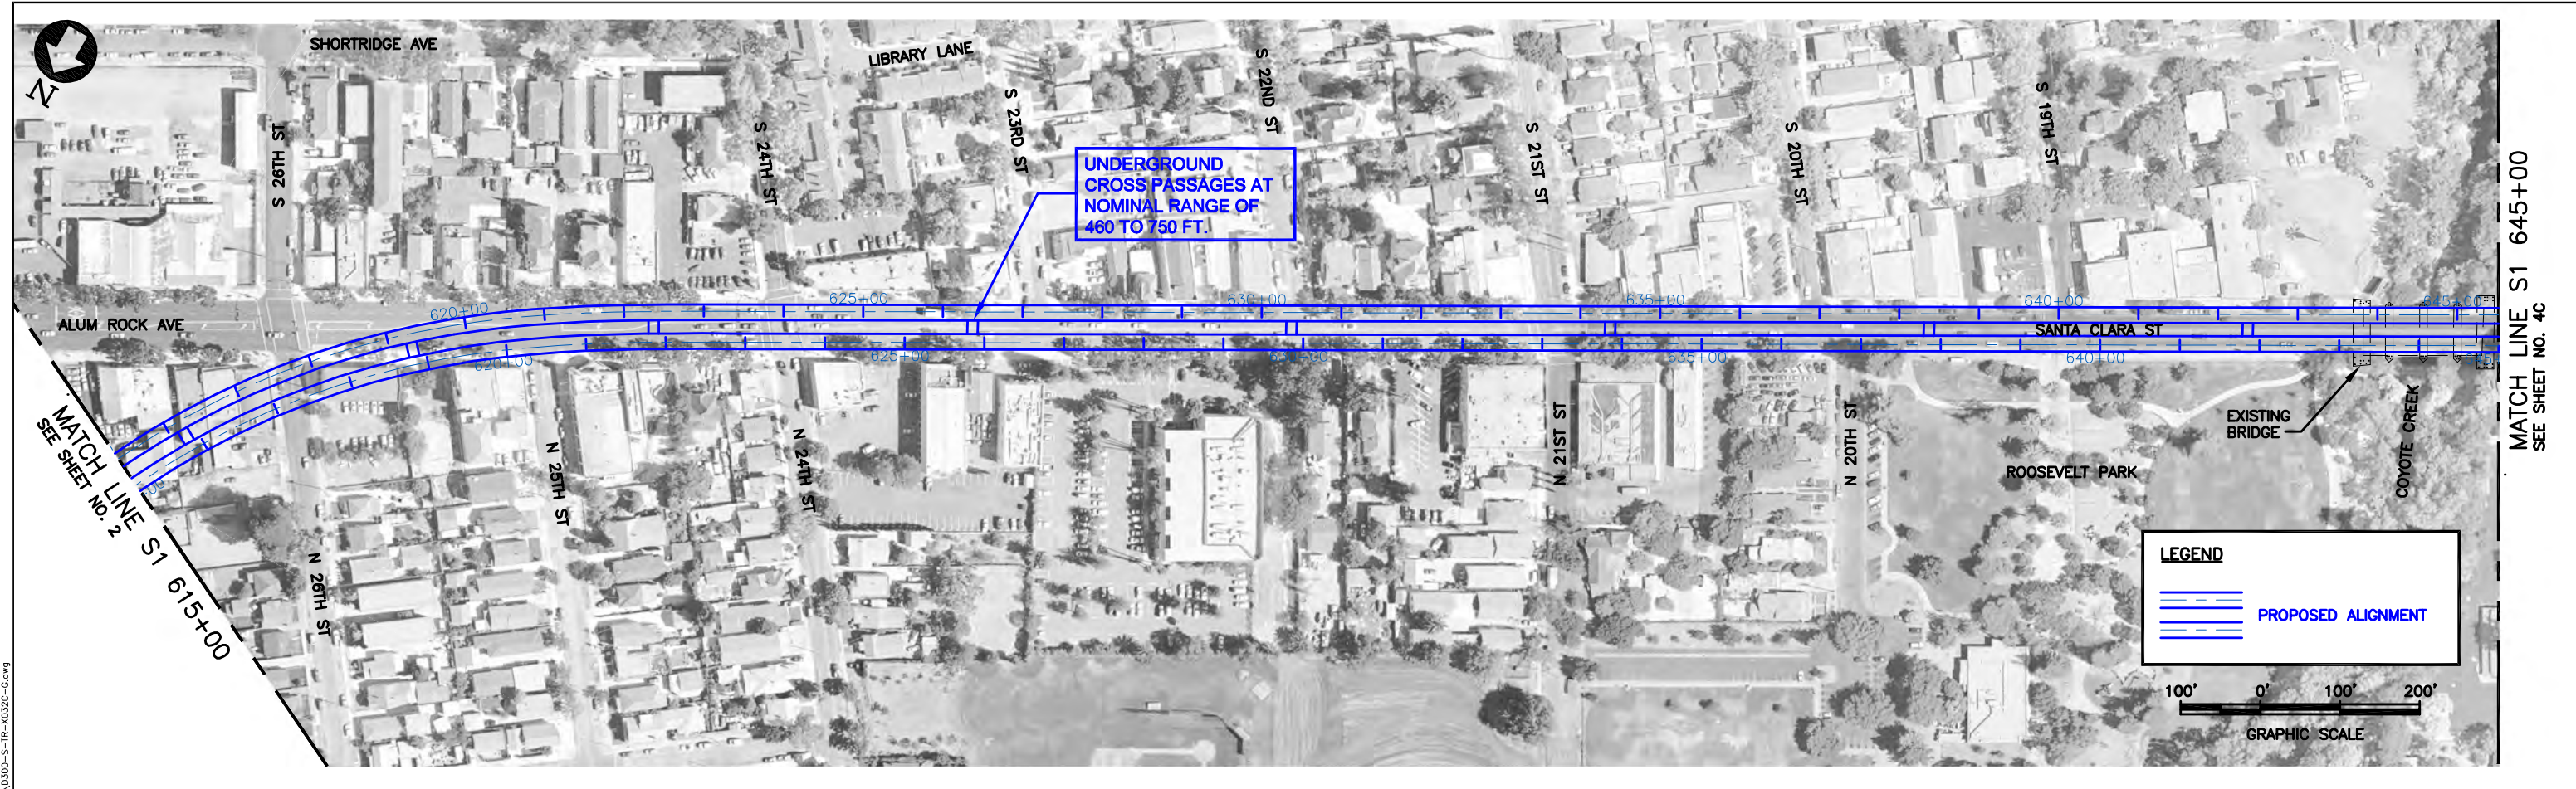 SHORTRIDGE AVE
LIBRARY LANE
N
S 26TH ST
S 24TH ST
S 23RD ST
S 22ND ST
S 21ST ST
S 20TH ST
S 19TH ST
UNDERGROUND
CROSS PASSAGES AT
NOMINAL RANGE OF
460 TO 750 FT.
620+00
625+00
630+00
635+00
640+00
645+00
ALUM ROCK AVE
SANTA CLARA ST
620+00
625+00
635+00
640+00
MATCH LINE S1 645+00
SEE SHEET NO. 4C
MATCH LINE S1 615+00
SEE SHEET NO. 2
N 26TH ST
N 25TH ST
N 24TH ST
N 21ST ST
N 20TH ST
EXISTING
BRIDGE
COYOTE CREEK
ROOSEVELT PARK
LEGEND
PROPOSED ALIGNMENT
100' 0' 100' 200'
GRAPHIC SCALE
\D300-S-TR-X032C-G.dwg